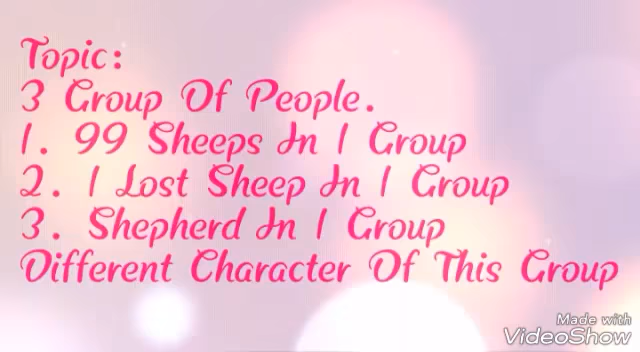 Topic:
3 Group Of People.
1. 99 Sheeps In 1 Group
2. 1 Lost Sheep In 1 Group
3. Shepherd In 1 Group
Different Character Of This Group
Made with
VideoShow